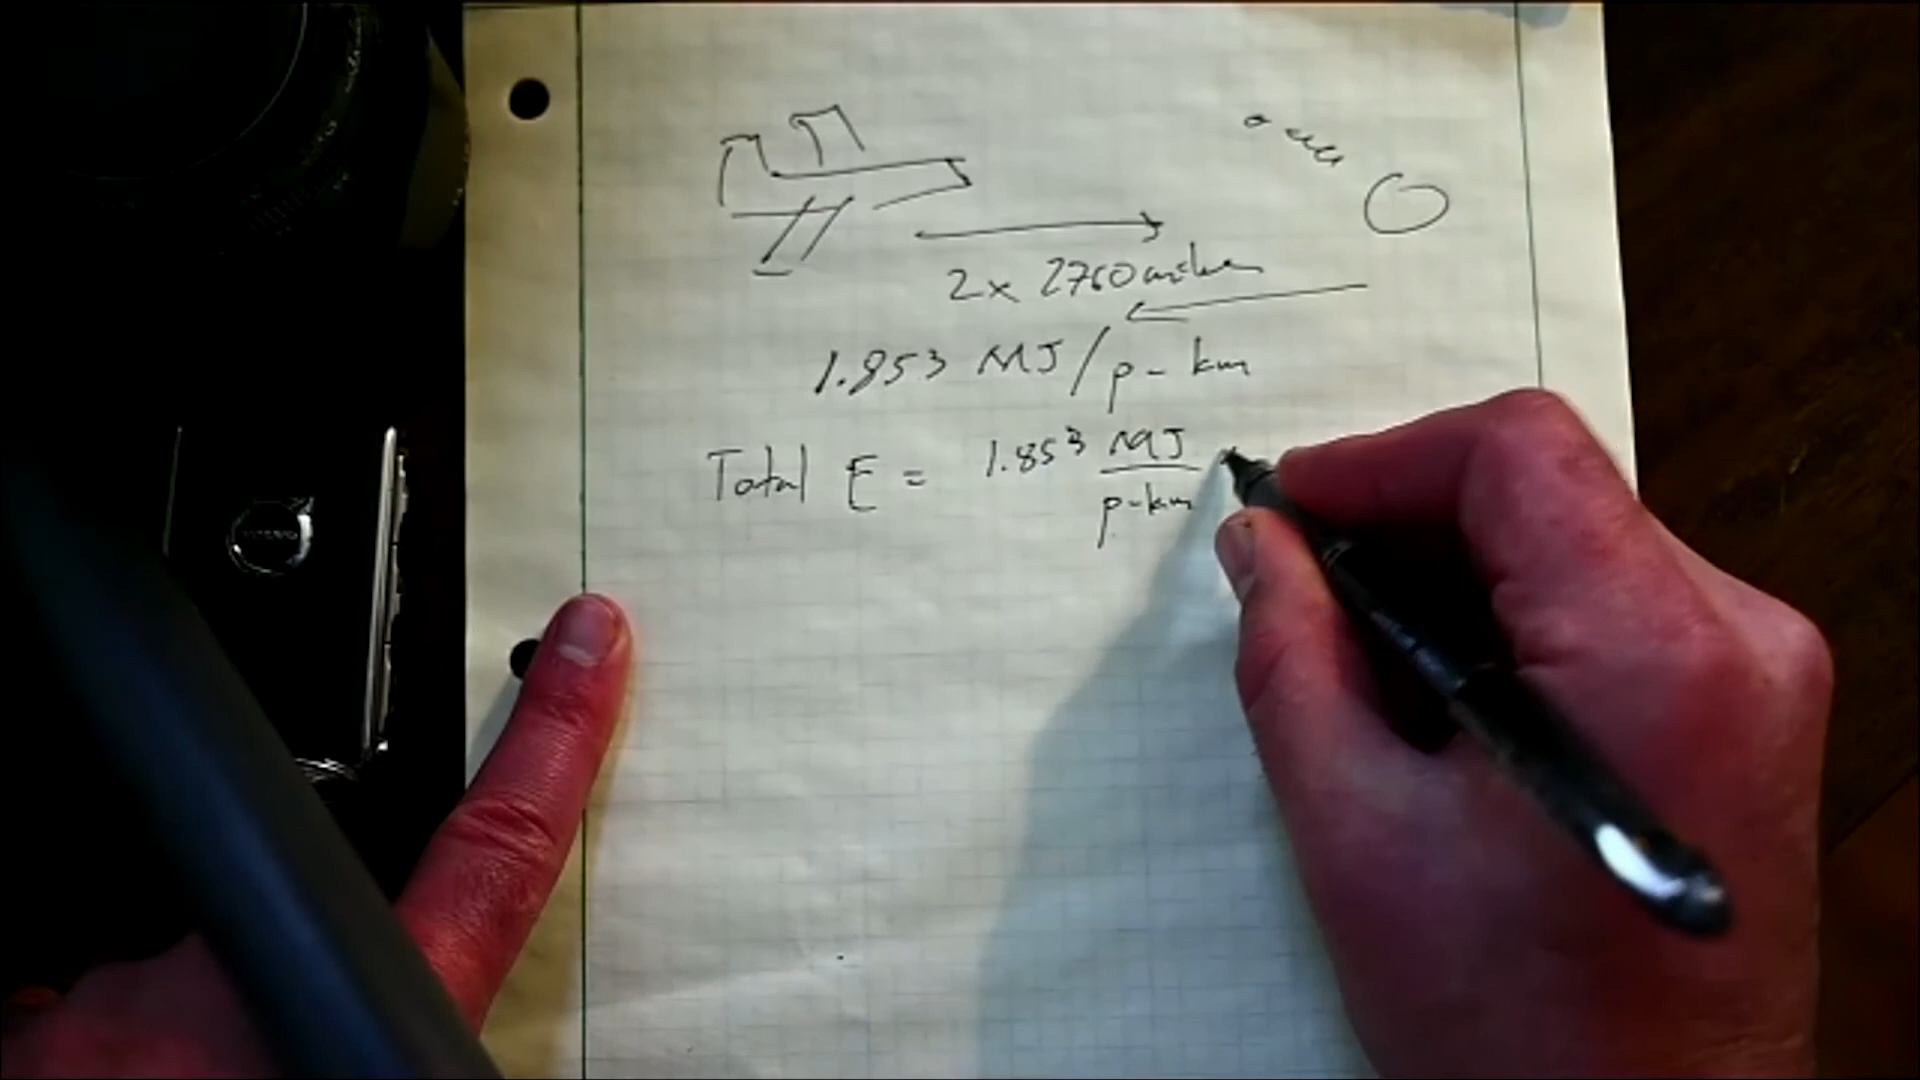 2x 2760 miles
1.853 MJ/p-km
Total E = 1.853 MJ
p-km